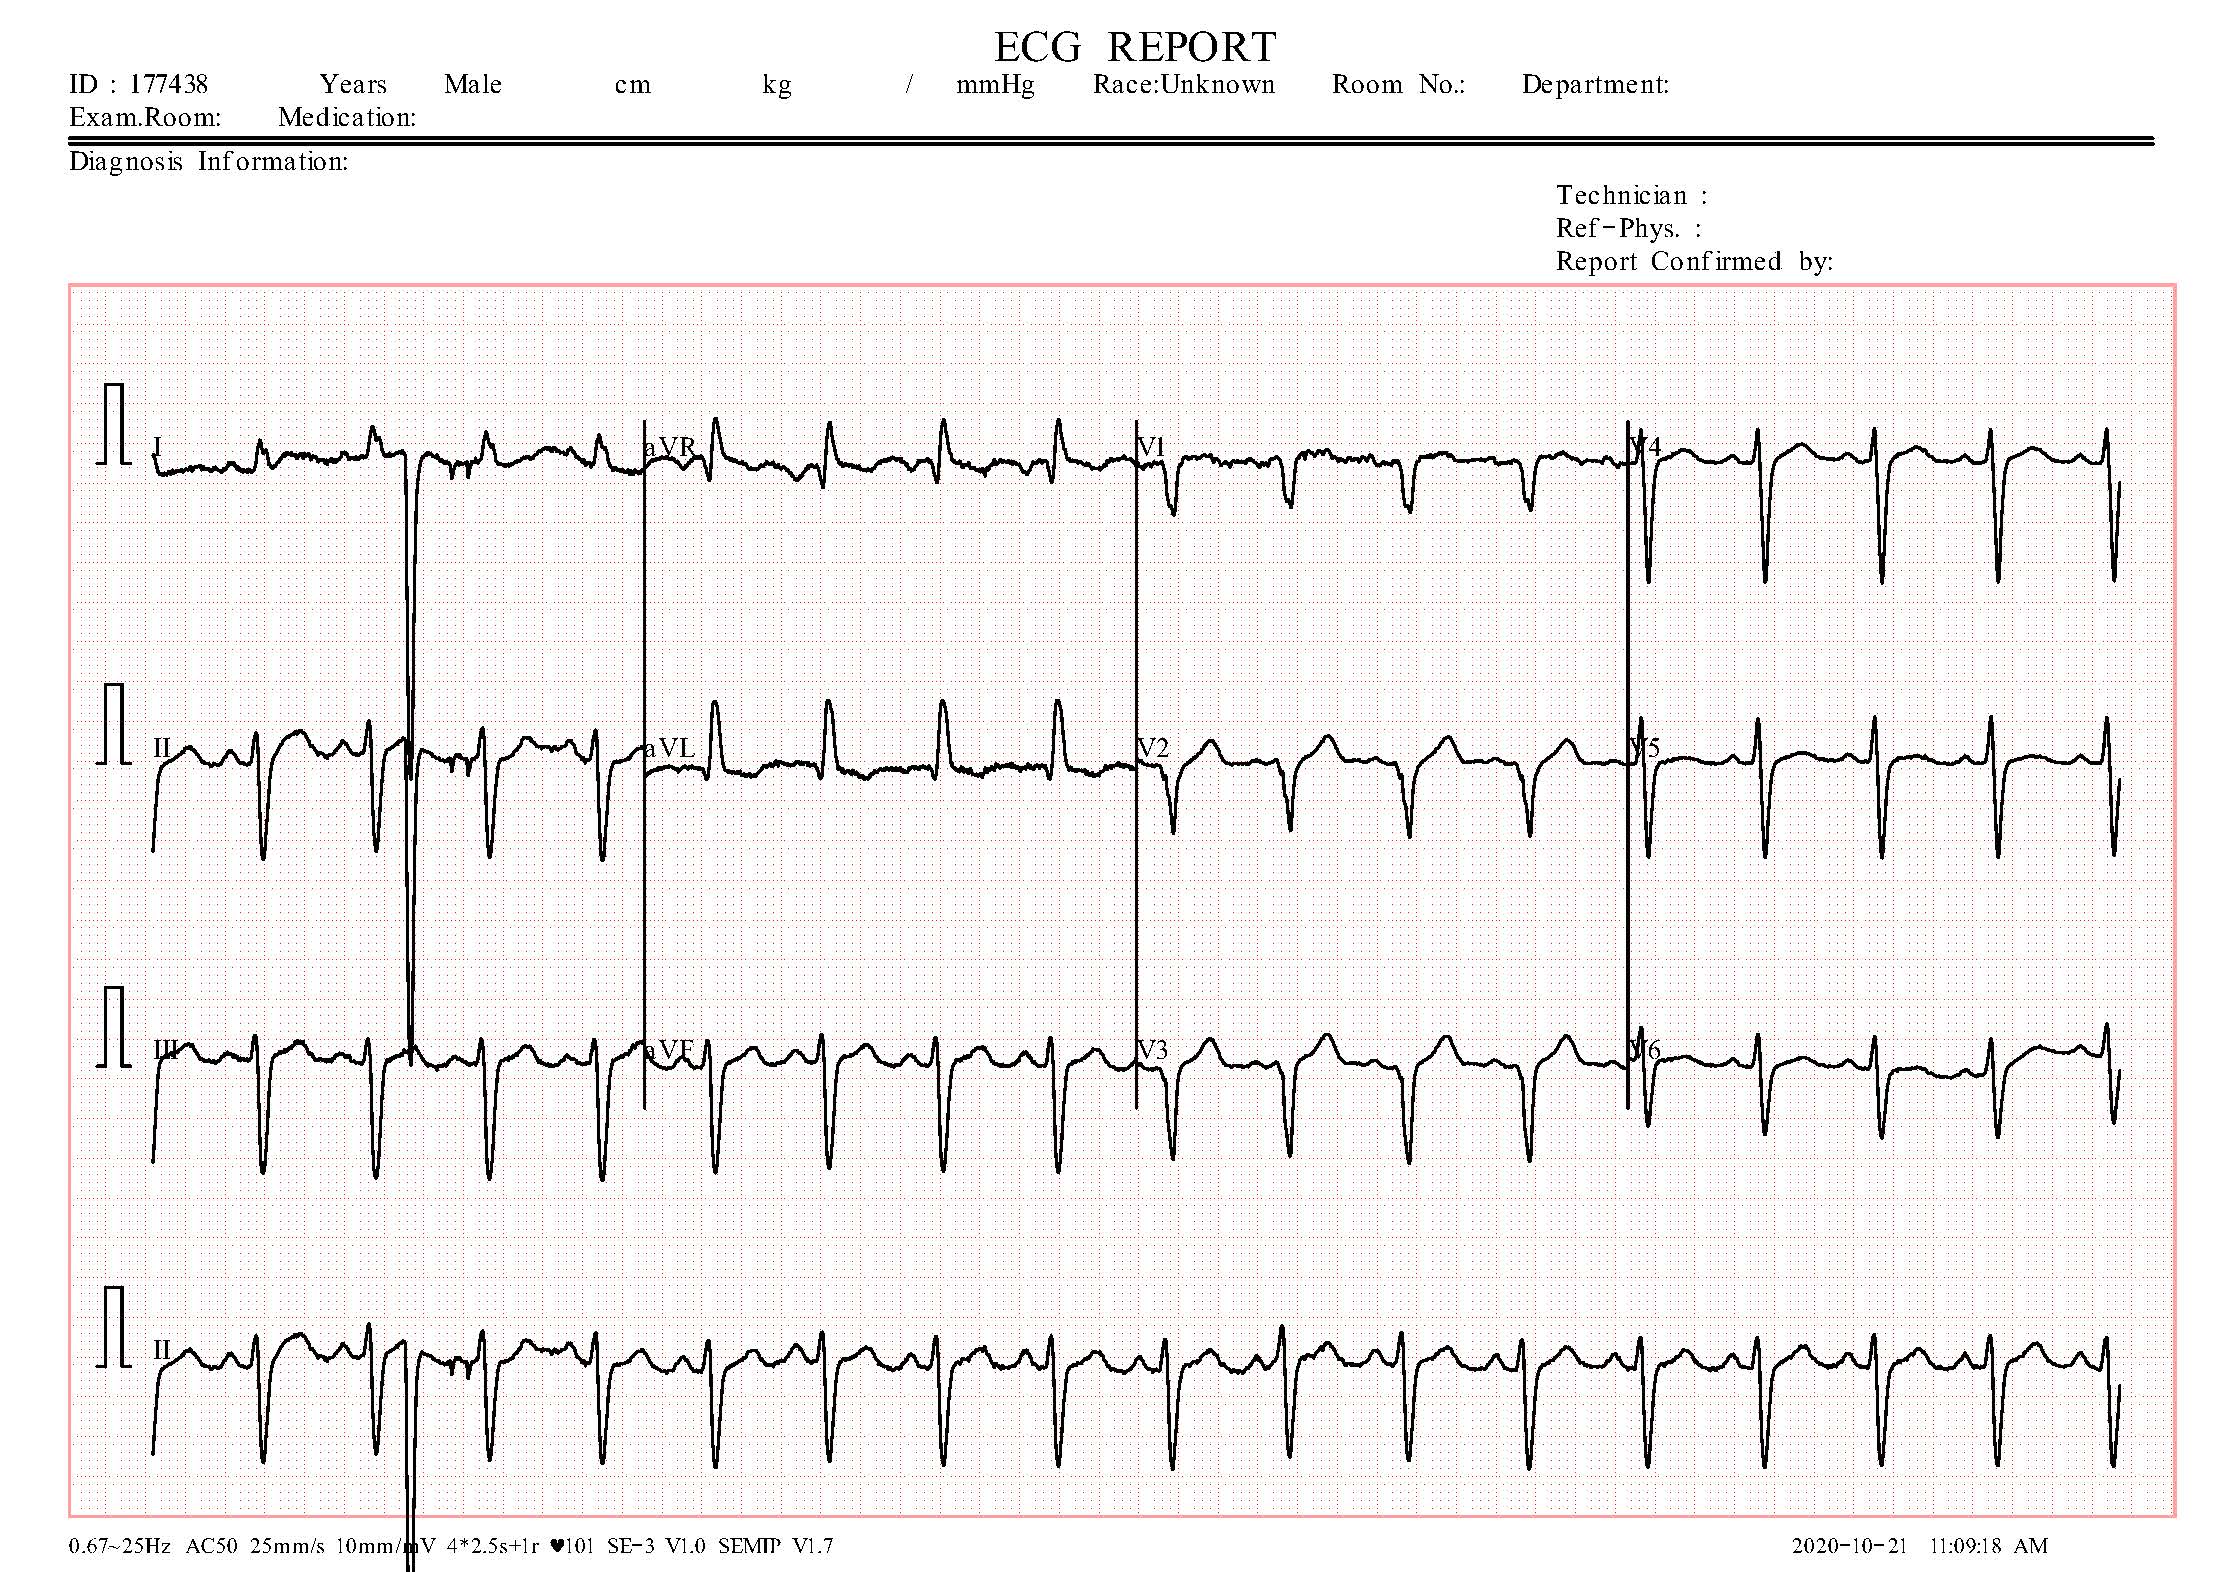 ECG REPORT
ID : 177438 Years Male cm kg / mmHg Race:Unknown Room No.: Department:
Exam.Room: Medication:
Diagnosis Information:
Technician :
Ref-Phys. :
Report Confirmed by:
I aVR V1 V4
II aVL V2 V5
III aVF V3 V6
II
0.67~25Hz AC50 25mm/s 10mm/mV 4*2.5s+1r ♥101 SE-3 V1.0 SEMIP V1.7 2020-10-21 11:09:18 AM